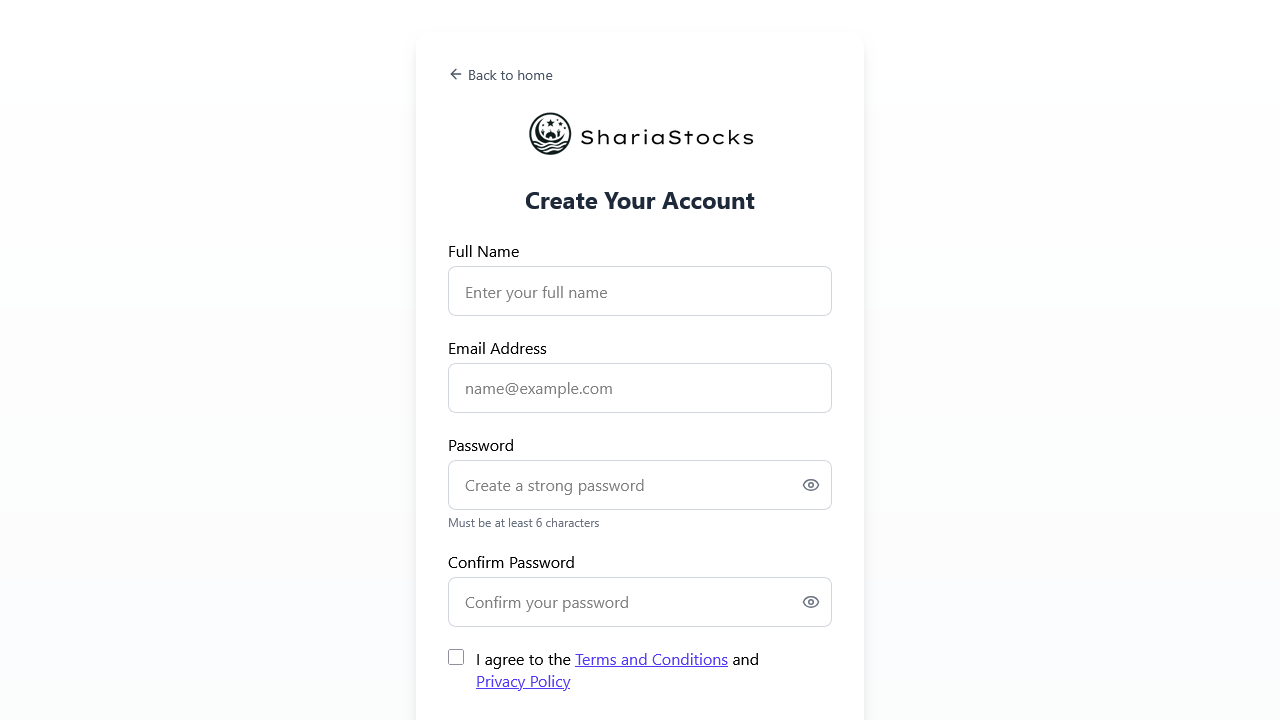 Back to home
ShariaStocks
Create Your Account
Full Name
Enter your full name
Email Address
name@example.com
Password
Create a strong password
Must be at least 6 characters
Confirm Password
Confirm your password
I agree to the Terms and Conditions and
Privacy Policy